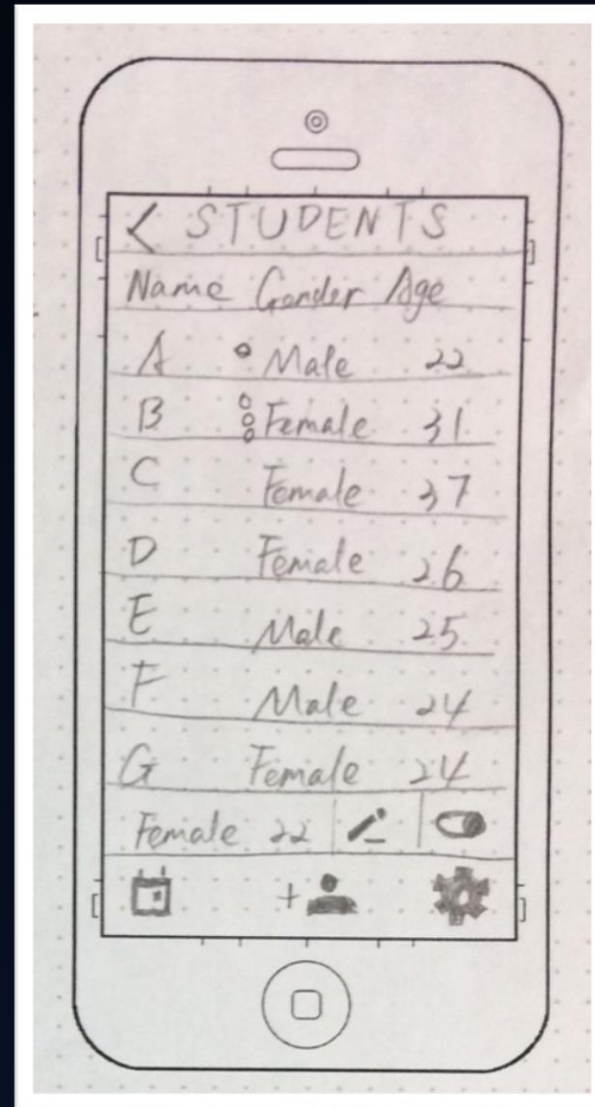 < STUDENTS
Name Gender Age
A Male 22
B Female 31
C Female 37
D Female 26
E Male 25
F Male 24
G Female 24
Female 22
+